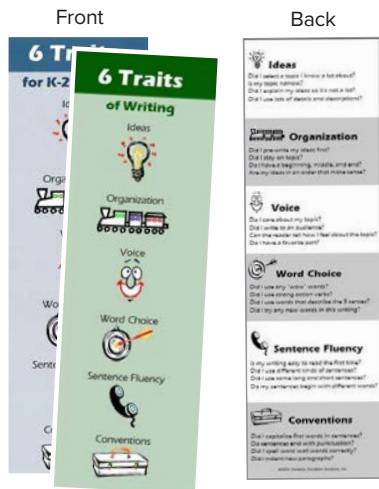 Front
Back
6 Tr
for K-2
Orga
Wo
Sent
6 Traits
of Writing
Ideas
Organization
Voice
Word Choice
Sentence Fluency
Conventions
Ideas
Did I select a topic I know a lot about?
Is my topic narrow?
Did I explain my ideas so it's not a list?
Did I use lots of details and descriptions?
Organization
Did I pre-write my ideas first?
Did I stay on topic?
Do I have a beginning, middle, and end?
Are my ideas in an order that make sense?
Voice
Do I care about my topic?
Did I write to an audience?
Can the reader tell how I feel about the topic?
Do I have a favorite part?
Word Choice
Did I use any "wow" words?
Did I use strong action verbs?
Did I use words that describe the 5 senses?
Did I try any new words in this writing?
Sentence Fluency
Is my writing easy to read the first time?
Did I use different kinds of sentences?
Did I use some long and short sentences?
Do my sentences begin with different words?
Conventions
Did I capitalize first words in sentences?
Do sentences end with punctuation?
Did I spell word wall words correctly?
Did I indent new paragraphs?